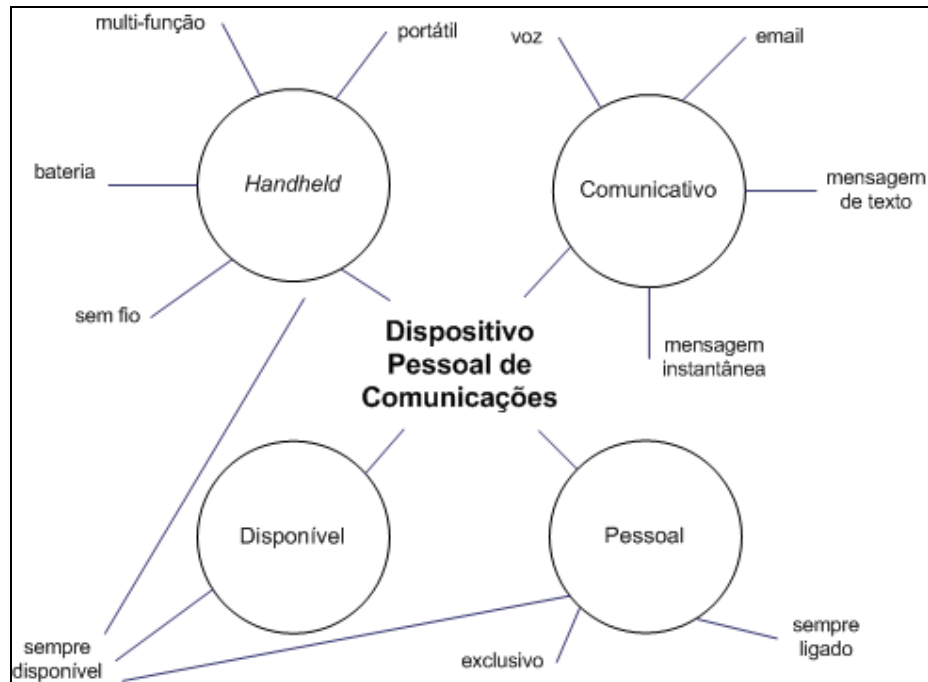 multi-função
portátil
bateria
Handheld
sem fio
voz
email
Comunicativo
mensagem
de texto
mensagem
instantânea
Dispositivo
Pessoal de
Comunicações
Disponível
sempre
disponível
Pessoal
exclusivo
sempre
ligado